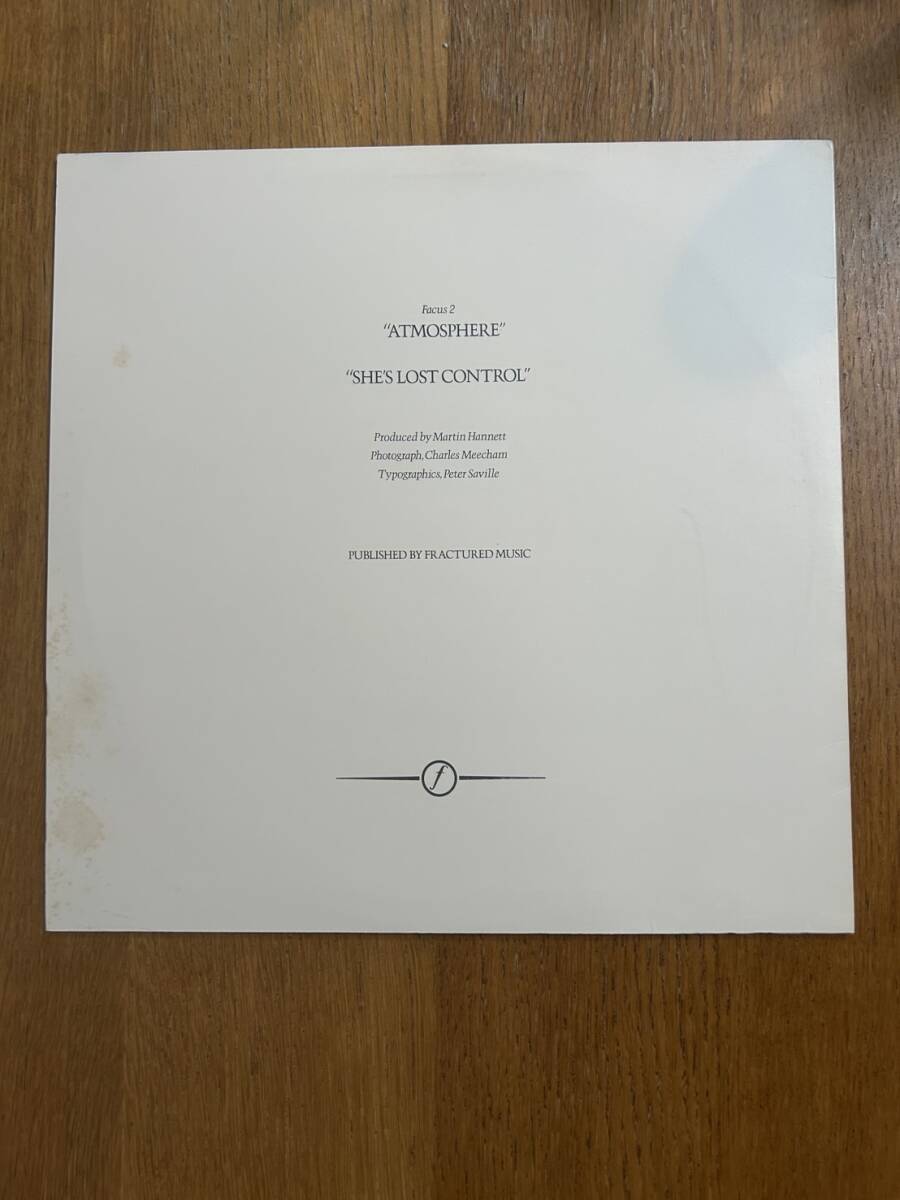 Facus 2
“ATMOSPHERE”
“SHE'S LOST CONTROL”
Produced by Martin Hannett
Photograph, Charles Meecham
Typographics, Peter Saville
PUBLISHED BY FRACTURED MUSIC
f